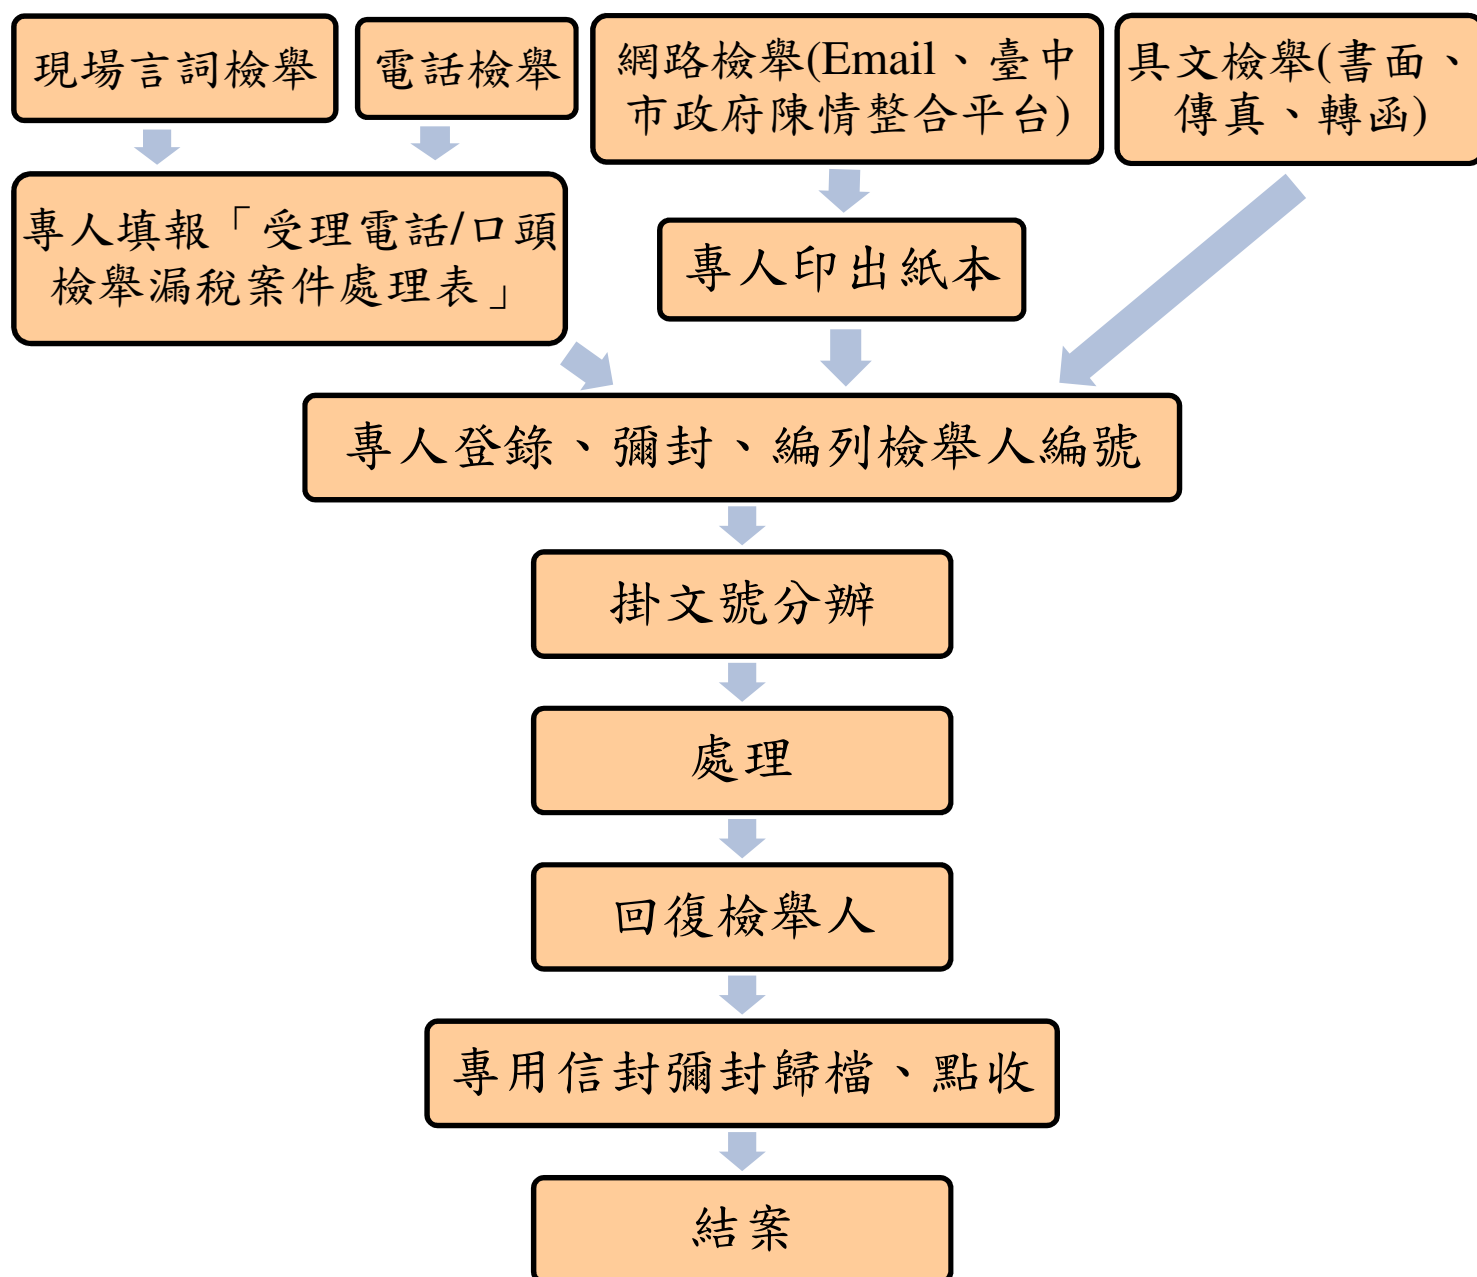 現場言詞檢舉
電話檢舉
網路檢舉(Email、臺中
市政府陳情整合平台)
具文檢舉(書面、
傳真、轉函)
專人填報「受理電話/口頭
檢舉漏稅案件處理表」
專人印出紙本
專人登錄、彌封、編列檢舉人編號
掛文號分辦
處理
回復檢舉人
專用信封彌封歸檔、點收
結案